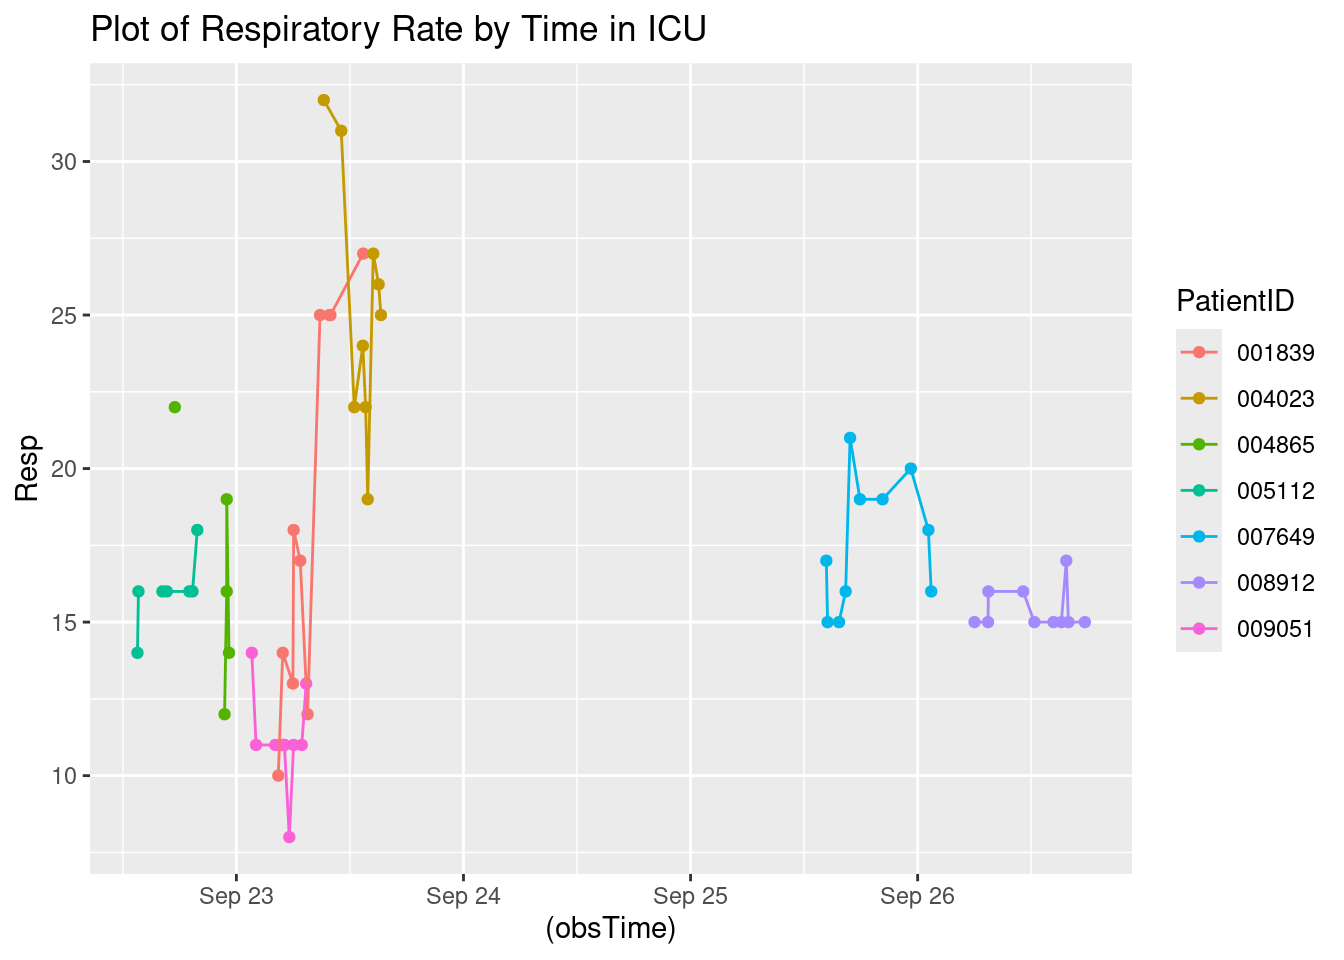 Plot of Respiratory Rate by Time in ICU
30
25
20
15
10
Resp
Sep 23
Sep 24
Sep 25
Sep 26
(obsTime)
PatientID
001839
004023
004865
005112
007649
008912
009051